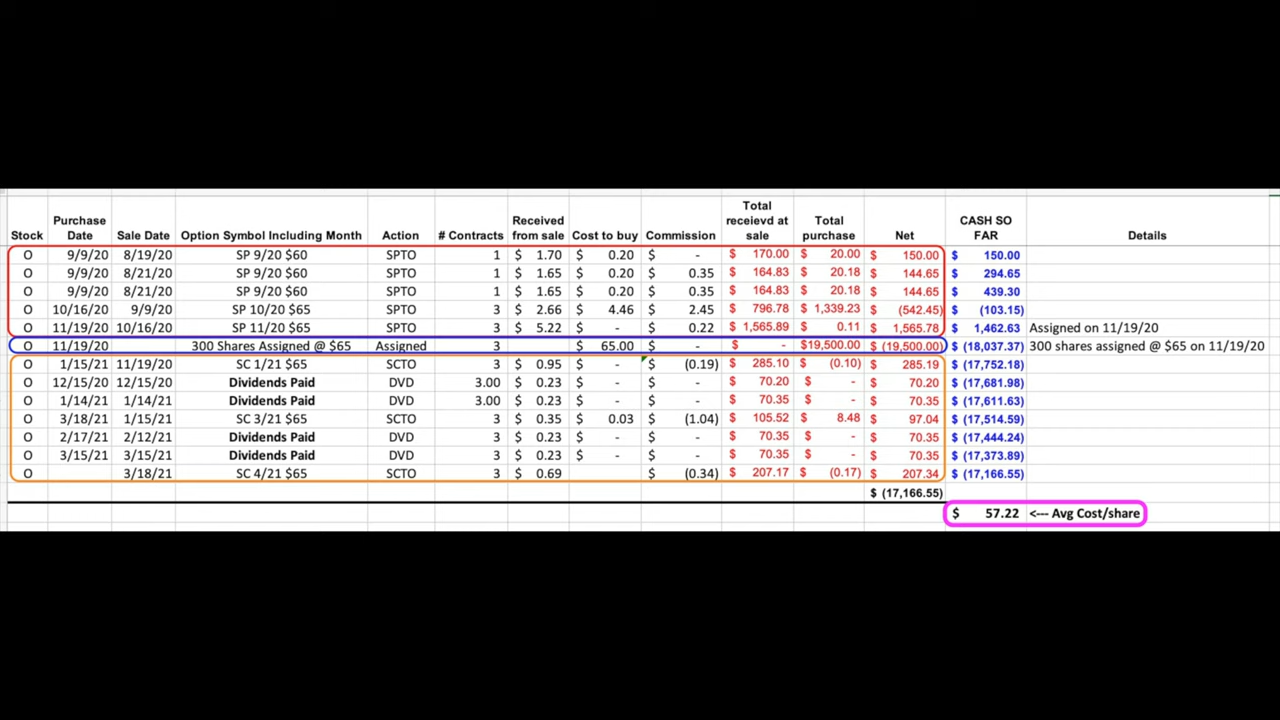 Stock Purchase Date Sale Date Option Symbol Including Month Action # Contracts Received from sale Cost to buy Commission Total receievd at sale Total purchase Net CASH SO FAR Details
O 9/9/20 8/19/20 SP 9/20 $60 SPTO 1 $ 1.70 $ 0.20 $ - $ 170.00 $ 20.00 $ 150.00 $ 150.00
O 9/9/20 8/21/20 SP 9/20 $60 SPTO 1 $ 1.65 $ 0.20 $ 0.35 $ 164.83 $ 20.18 $ 144.65 $ 294.65
O 9/9/20 8/21/20 SP 9/20 $60 SPTO 1 $ 1.65 $ 0.20 $ 0.35 $ 164.83 $ 20.18 $ 144.65 $ 439.30
O 10/16/20 9/9/20 SP 10/20 $65 SPTO 3 $ 2.66 $ 4.46 $ 2.45 $ 796.78 $ 1,339.23 $ (542.45) $ (103.15)
O 11/19/20 10/16/20 SP 11/20 $65 SPTO 3 $ 5.22 $ - $ 0.22 $ 1,565.89 $ 0.11 $ 1,565.78 $ 1,462.63 Assigned on 11/19/20
O 11/19/20 300 Shares Assigned @ $65 Assigned 3 $ 65.00 $ - $ - $19,500.00 $ (19,500.00) $ (18,037.37) 300 shares assigned @ $65 on 11/19/20
O 1/15/21 11/19/20 SC 1/21 $65 SCTO 3 $ 0.95 $ - $ (0.19) $ 285.10 $ (0.10) $ 285.19 $ (17,752.18)
O 12/15/20 12/15/20 Dividends Paid DVD 3.00 $ 0.23 $ - $ - $ 70.20 $ - $ 70.20 $ (17,681.98)
O 1/14/21 1/14/21 Dividends Paid DVD 3.00 $ 0.23 $ - $ - $ 70.35 $ - $ 70.35 $ (17,611.63)
O 3/18/21 1/15/21 SC 3/21 $65 SCTO 3 $ 0.35 $ 0.03 $ (1.04) $ 105.52 $ 8.48 $ 97.04 $ (17,514.59)
O 2/17/21 2/12/21 Dividends Paid DVD 3 $ 0.23 $ - $ - $ 70.35 $ - $ 70.35 $ (17,444.24)
O 3/15/21 3/15/21 Dividends Paid DVD 3 $ 0.23 $ - $ - $ 70.35 $ - $ 70.35 $ (17,373.89)
O 3/18/21 SC 4/21 $65 SCTO 3 $ 0.69 $ (0.34) $ 207.17 $ (0.17) $ 207.34 $ (17,166.55)
$ (17,166.55)
$ 57.22 <--- Avg Cost/share